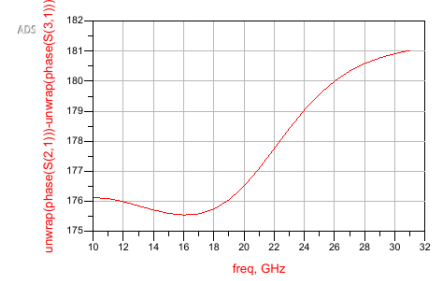 ADS
unwrap(phase(S(2,1)))-unwrap(phase(S(3,1)))
182
181
180
179
178
177
176
175
10 12 14 16 18 20 22 24 26 28 30 32
freq, GHz